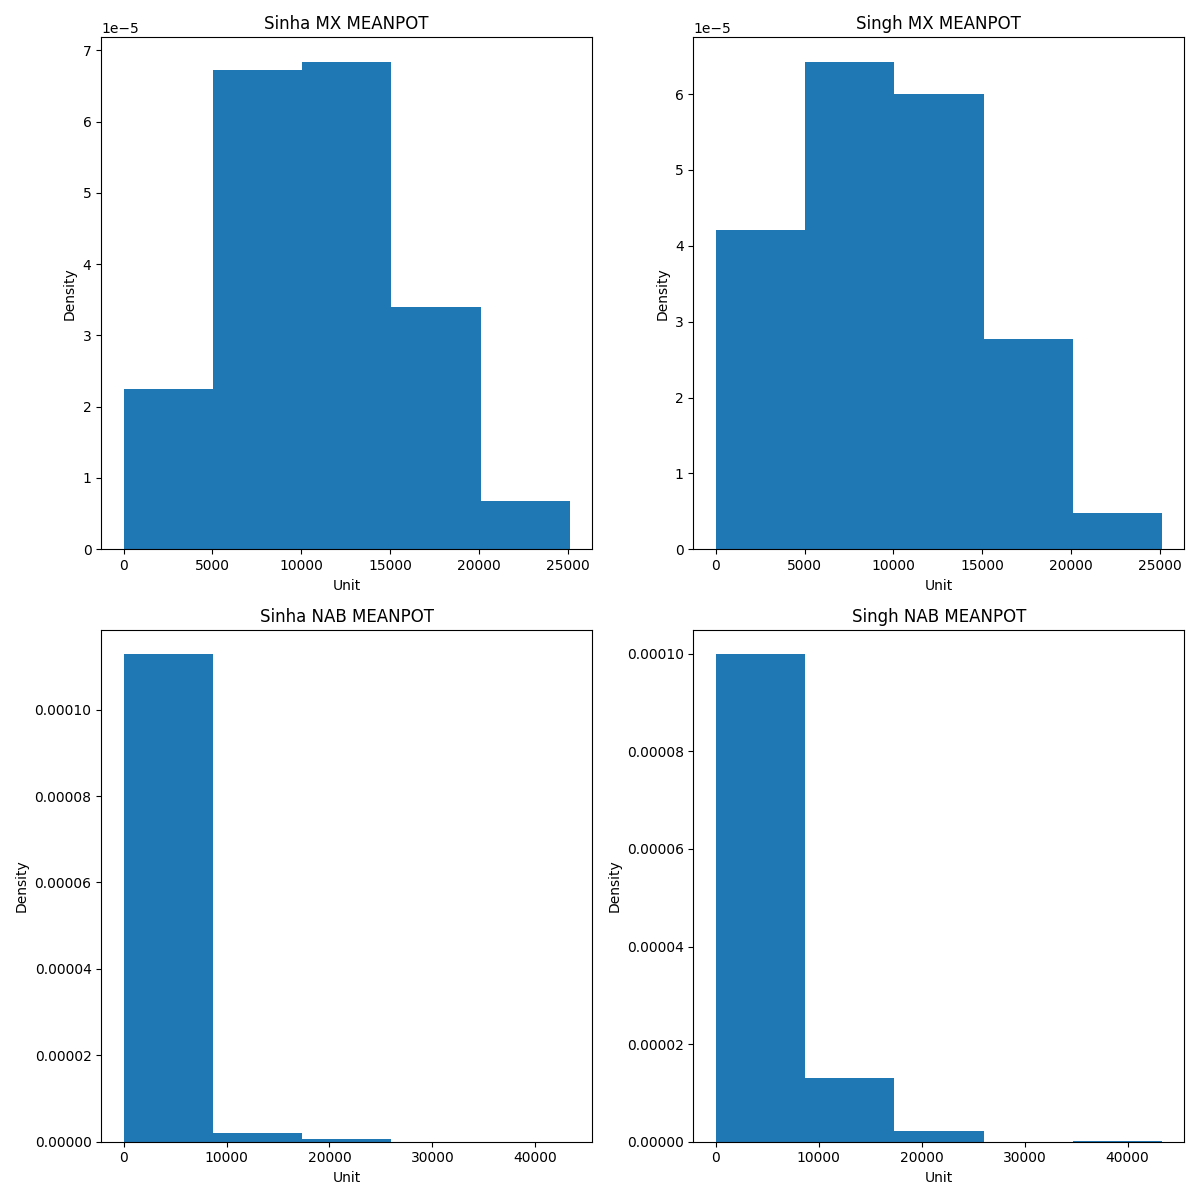 Sinha MX MEANPOT
1e−5
7
6
5
4
3
2
1
0
Density
0 5000 10000 15000 20000 25000
Unit
Singh MX MEANPOT
1e−5
6
5
4
3
2
1
0
Density
0 5000 10000 15000 20000 25000
Unit
Sinha NAB MEANPOT
0.00010
0.00008
0.00006
0.00004
0.00002
0.00000
Density
0 10000 20000 30000 40000
Unit
Singh NAB MEANPOT
0.00010
0.00008
0.00006
0.00004
0.00002
0.00000
Density
0 10000 20000 30000 40000
Unit